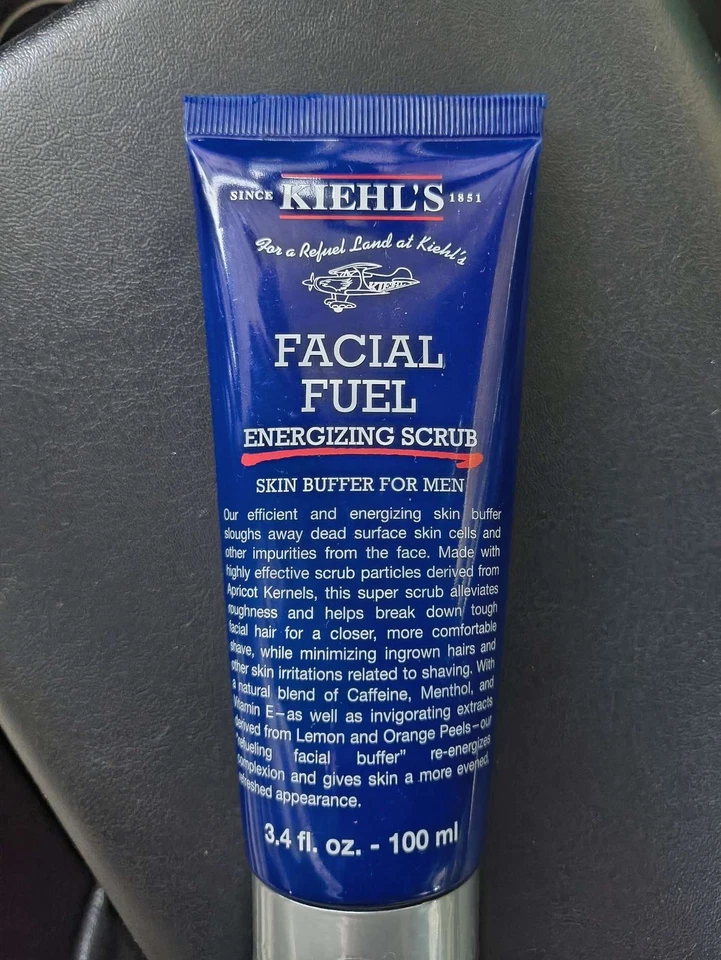 SINCE KIEHL'S 1851
For a Refuel Land at Kiehl's
KIEHL'S
FACIAL
FUEL
ENERGIZING SCRUB
SKIN BUFFER FOR MEN
Our efficient and energizing skin buffer
sloughs away dead surface skin cells and
other impurities from the face. Made with
highly effective scrub particles derived from
Apricot Kernels, this super scrub alleviates
roughness and helps break down tough
facial hair for a closer, more comfortable
shave, while minimizing ingrown hairs and
other skin irritations related to shaving. With
a natural blend of Caffeine, Menthol, and
Vitamin E—as well as invigorating extracts
derived from Lemon and Orange Peels—our
"refueling facial buffer" re-energizes
complexion and gives skin a more evened,
refreshed appearance.
3.4 fl. oz. - 100 ml